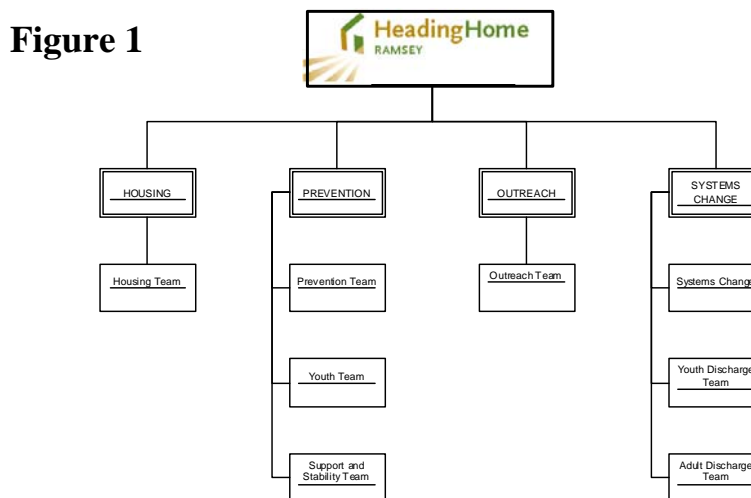 Figure 1
HeadingHome
RAMSEY
HOUSING
PREVENTION
OUTREACH
SYSTEMS
CHANGE
Housing Team
Prevention Team
Outreach Team
Systems Change
Youth Team
Youth Discharge
Team
Support and
Stability Team
Adult Discharge
Team